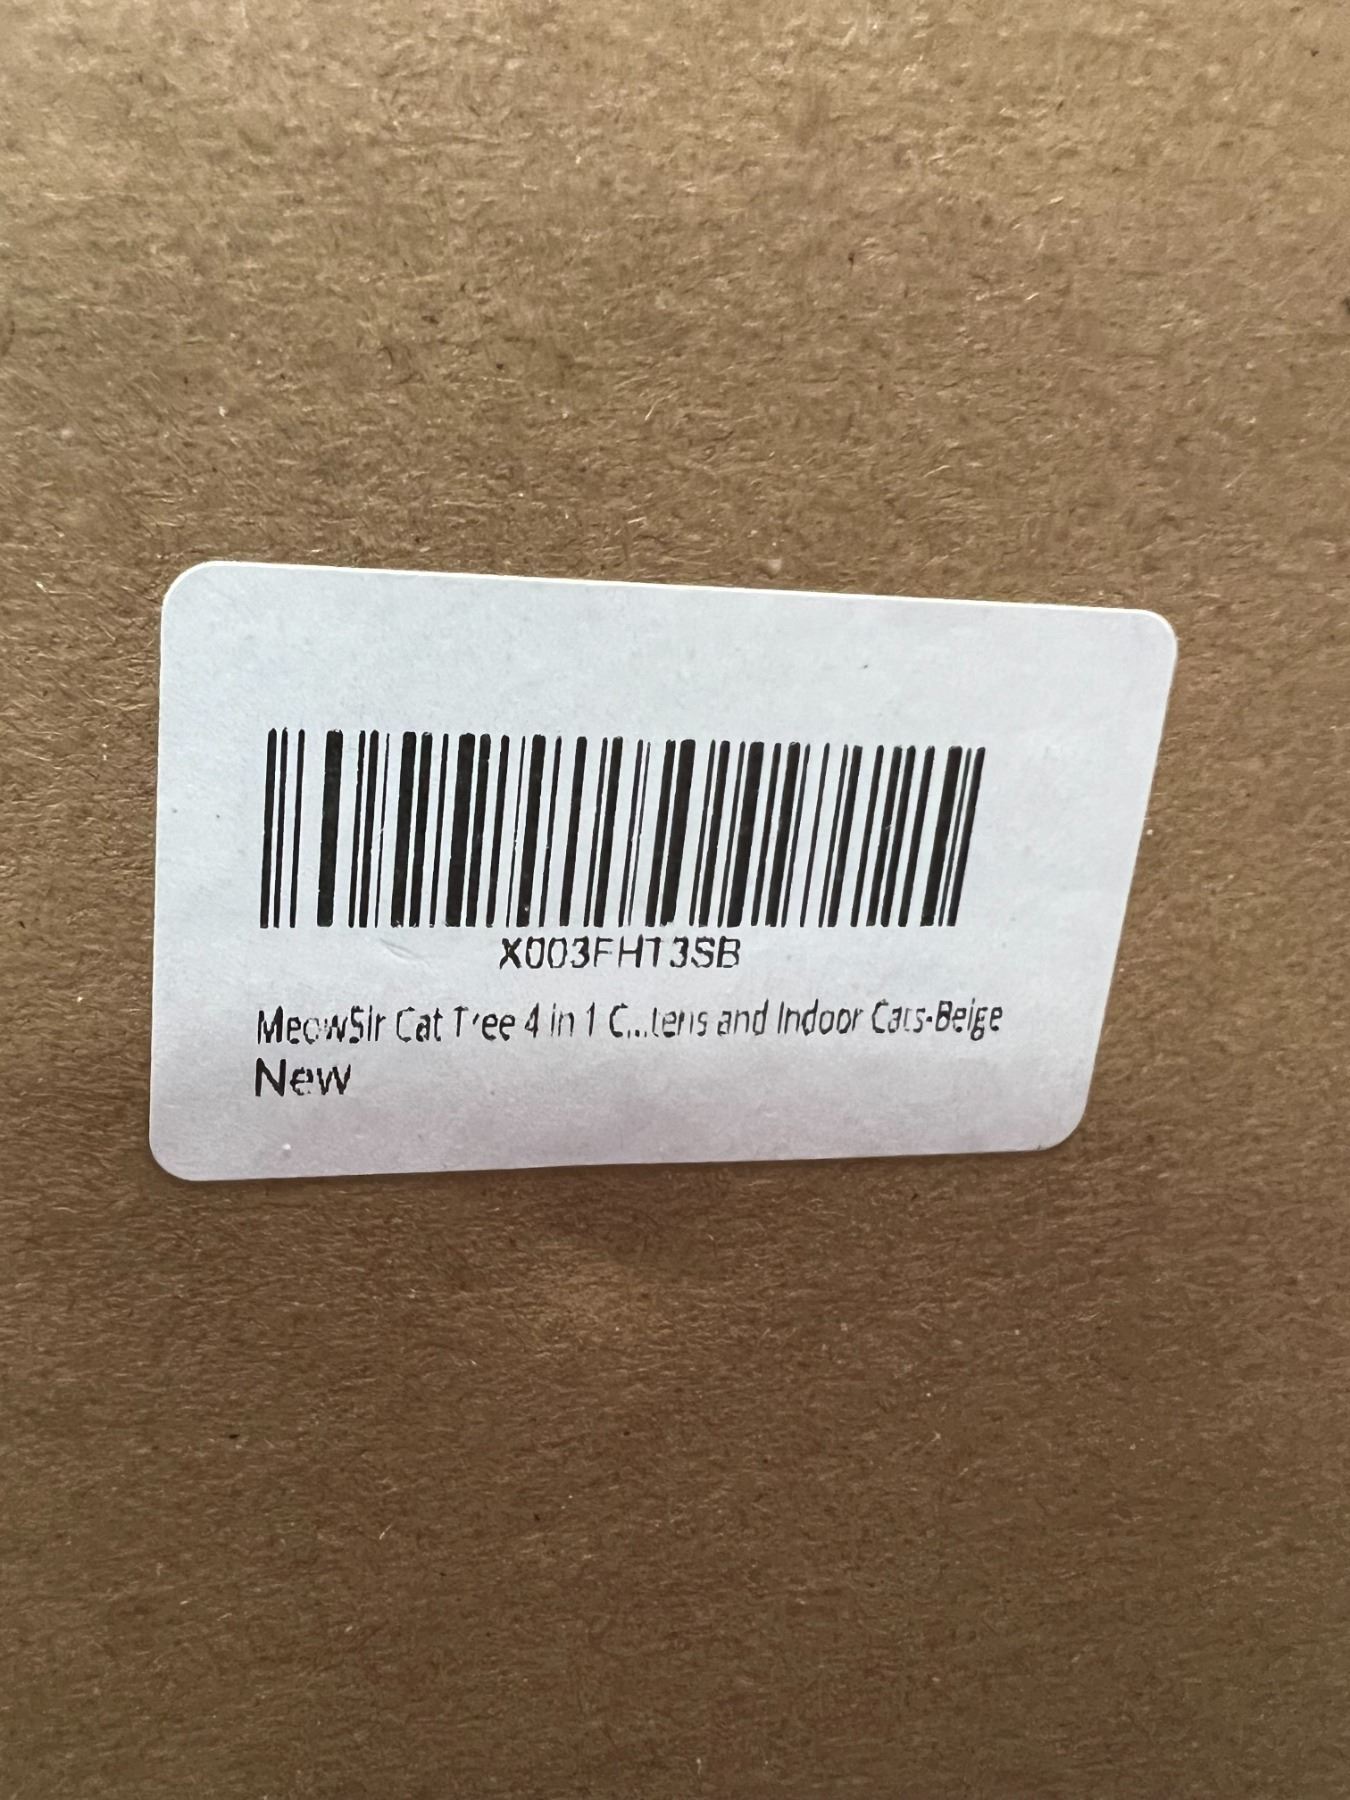 X003FHT3SB
MeowSir Cat Tree 4 in 1 C...tens and Indoor Cats-Beige
New